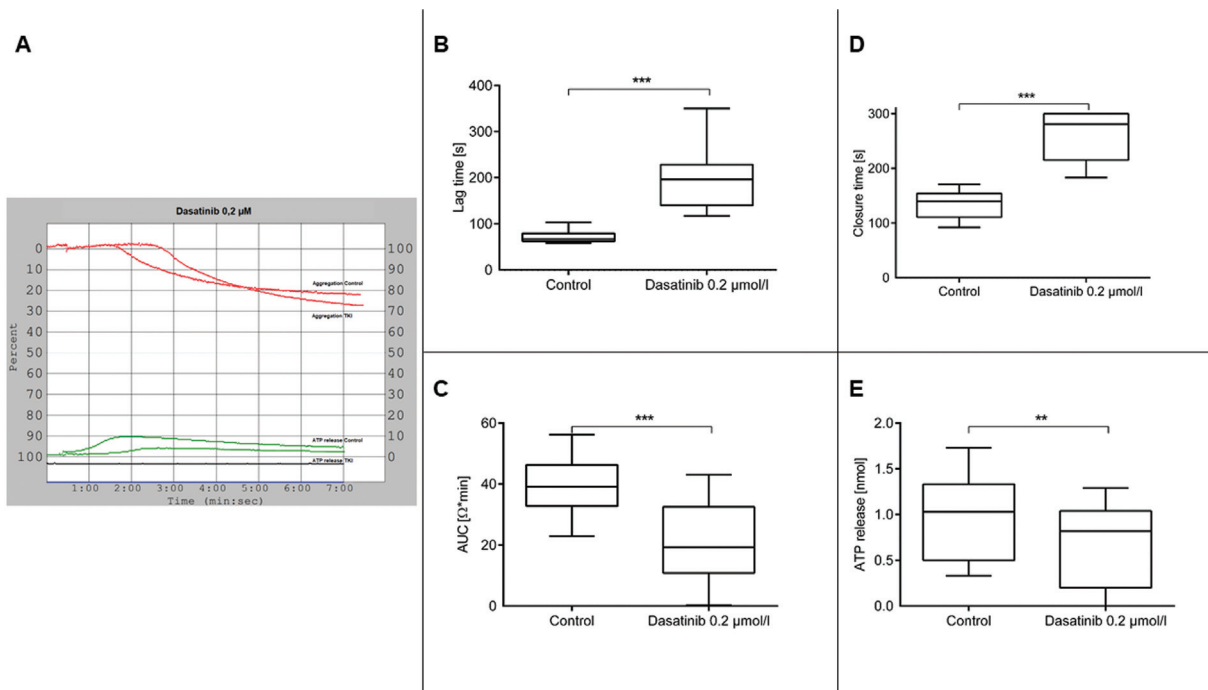 A
Dasatinib 0,2 µM
0
10
20
30
40
50
60
70
80
90
100
Percent
100
90
80
70
60
50
40
30
20
10
0
Aggregation Control
Aggregation TKI
ATP release Control
ATP release TKI
1:00 2:00 3:00 4:00 5:00 6:00 7:00
Time (min:sec)
B
***
400
300
200
100
0
Lag time [s]
Control Dasatinib 0.2 µmol/l
C
***
60
40
20
0
AUC [Ω*min]
Control Dasatinib 0.2 µmol/l
D
***
300
200
100
0
Closure time [s]
Control Dasatinib 0.2 µmol/l
E
**
2.0
1.5
1.0
0.5
0.0
ATP release [nmol]
Control Dasatinib 0.2 µmol/l